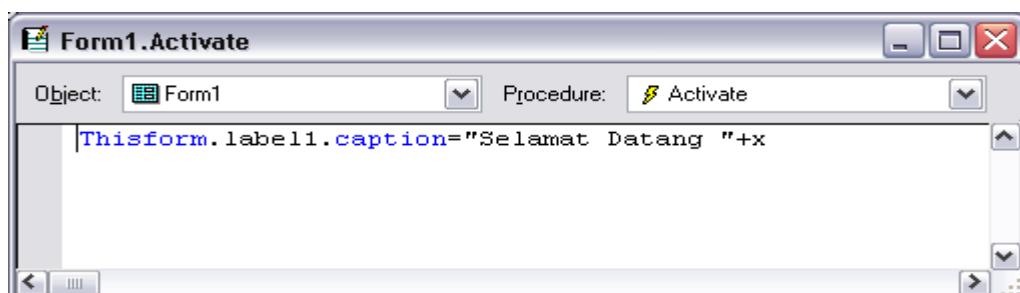 Form1.Activate
Object: Form1 Procedure: Activate
Thisform.label1.caption="Selamat Datang "+x